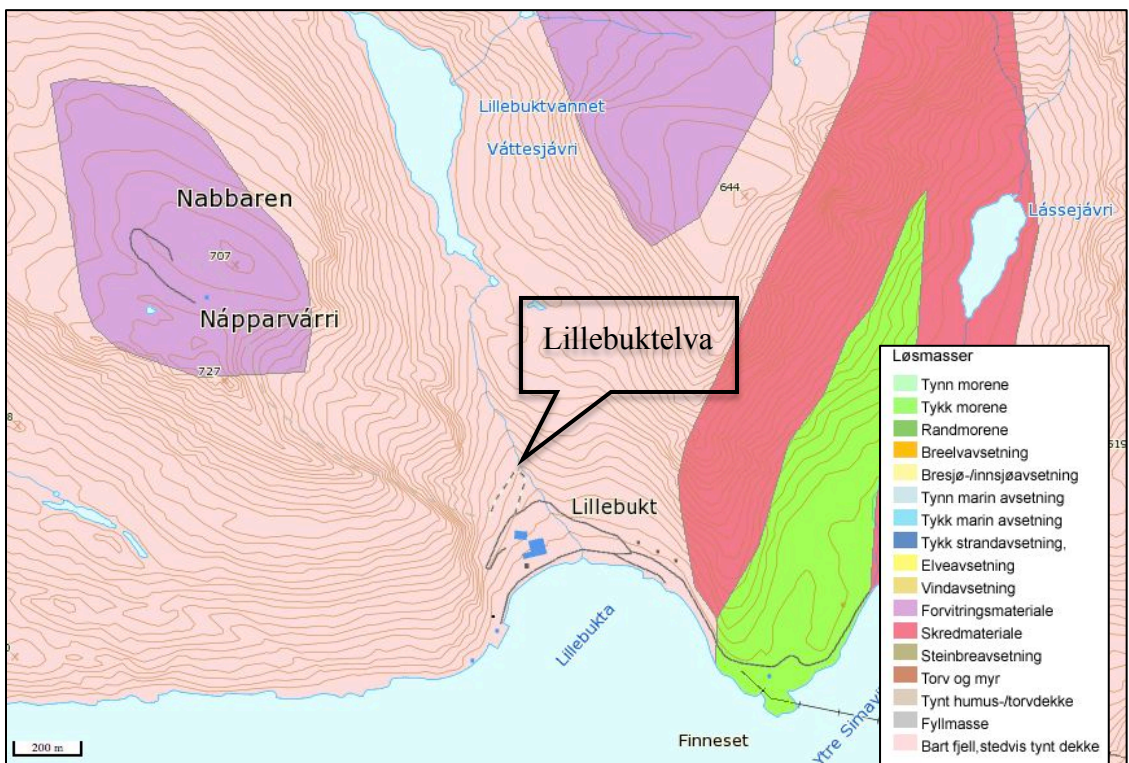 Lillebuktvannet
Váttesjávri
Nabbaren
644
Lássejávri
707
Nápparvárri
727
Lillebuktelva
Lillebukt
Lillebukta
Finneset
Løsmasser
Tynn morene
Tykk morene
Randmorene
Breelvavsetning
Bresjø-/innsjøavsetning
Tynn marin avsetning
Tykk marin avsetning
Tykk strandavsetning,
Elveavsetning
Vindavsetning
Forvitringsmateriale
Skredmateriale
Steinbreavsetning
Torv og myr
Tynt humus-/torvdekke
Fyllmasse
Bart fjell,stedvis tynt dekke
200 m